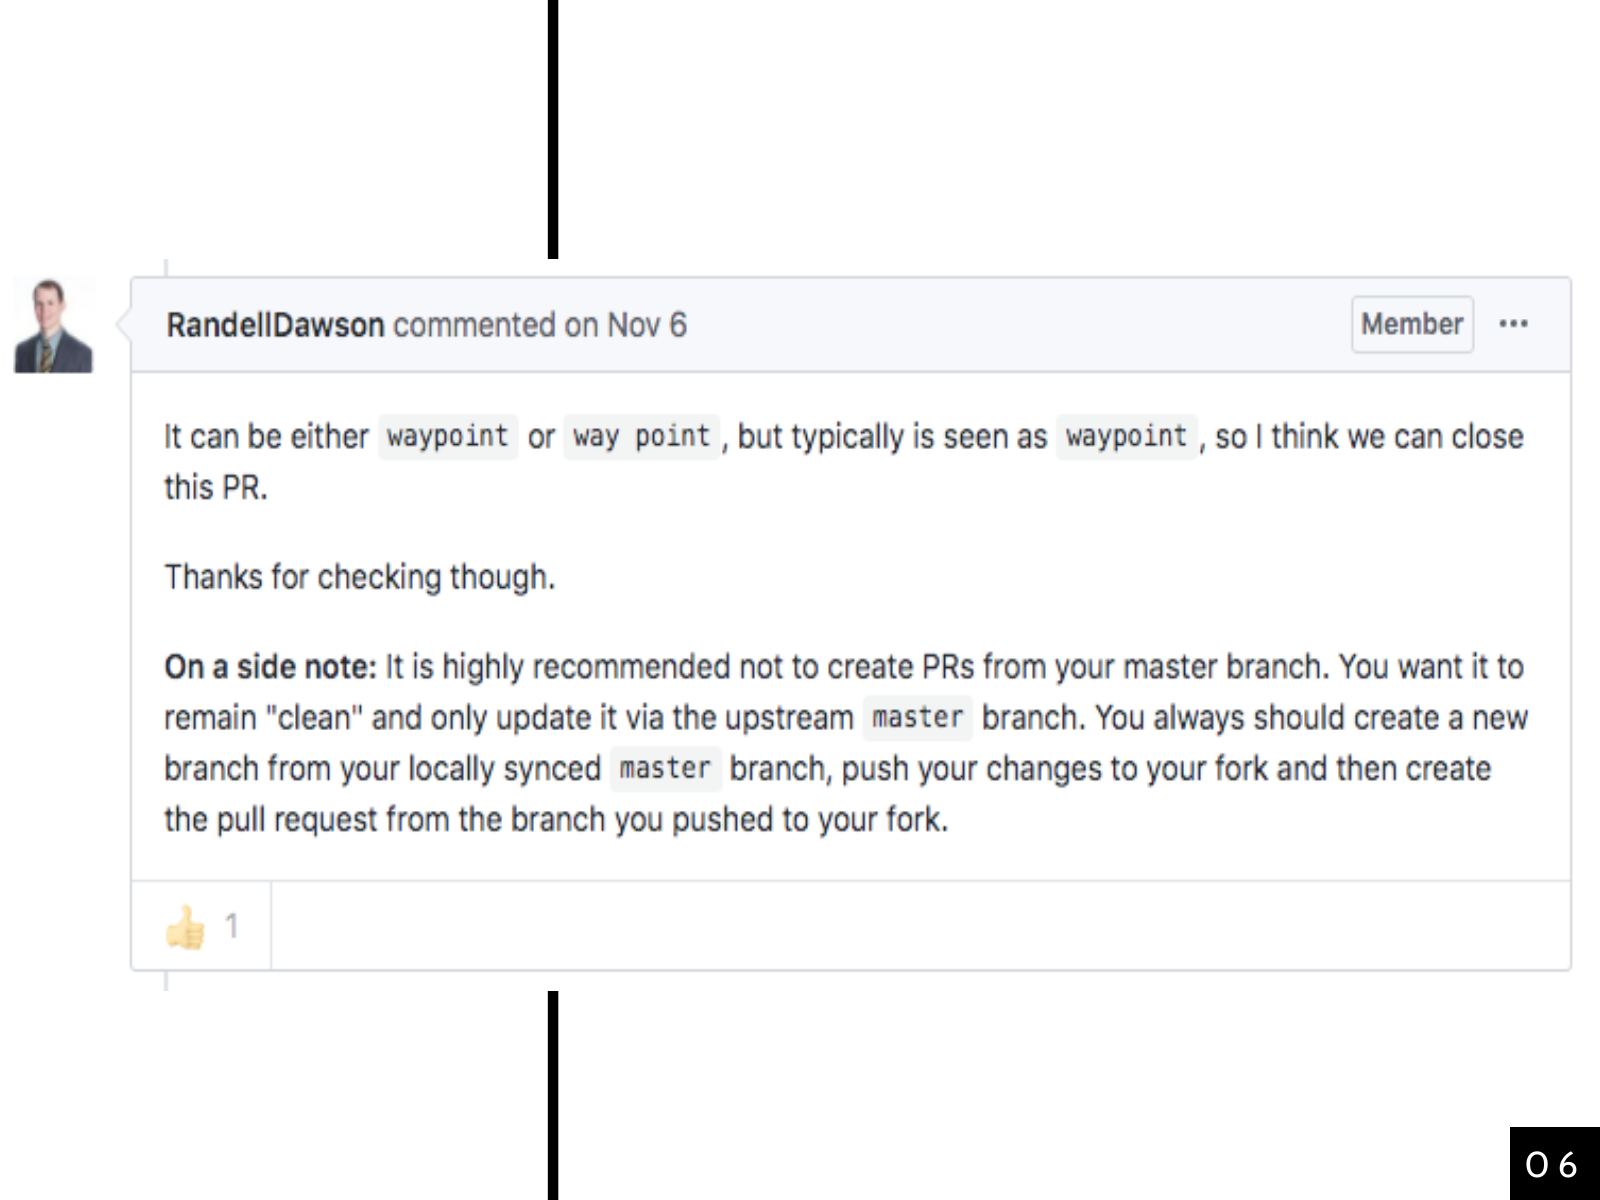 RandellDawson commented on Nov 6
Member
It can be either waypoint or way point, but typically is seen as waypoint, so I think we can close
this PR.
Thanks for checking though.
On a side note: It is highly recommended not to create PRs from your master branch. You want it to
remain "clean" and only update it via the upstream master branch. You always should create a new
branch from your locally synced master branch, push your changes to your fork and then create
the pull request from the branch you pushed to your fork.
1
06